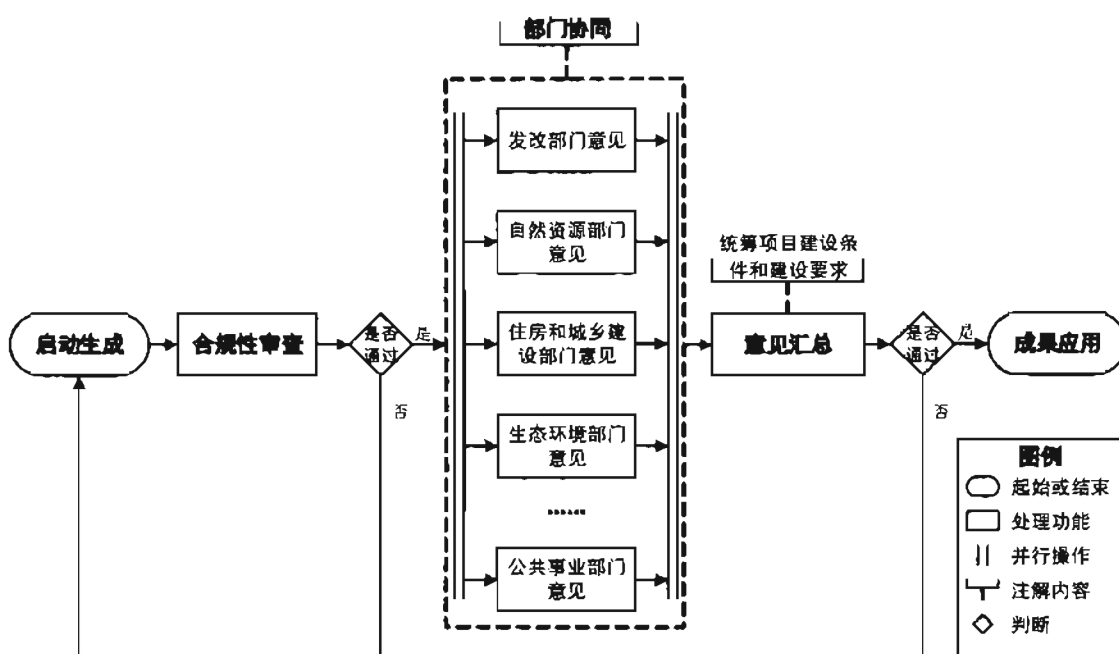 部门协同
发改部门意见
自然资源部门
意见
统筹项目建设条
件和建设要求
启动生成
合规性审查
是否
通过
是
住房和城乡建
设部门意见
意见汇总
是否
通过
是
成果应用
否
否
生态环境部门
意见
……
公共事业部门
意见
图例
起始或结束
处理功能
并行操作
注解内容
判断